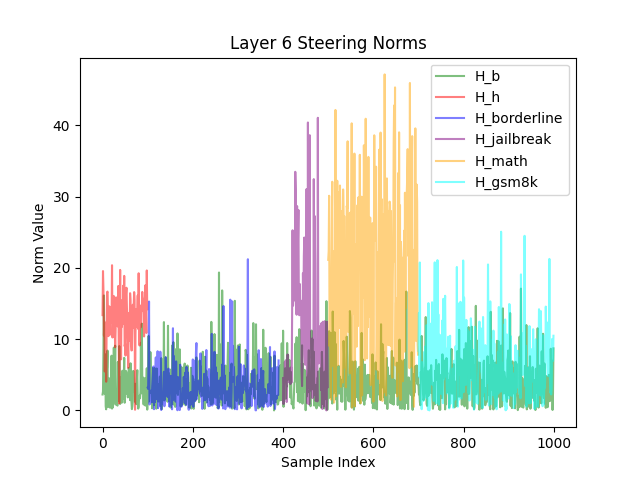 Layer 6 Steering Norms
H_b
H_h
H_borderline
H_jailbreak
H_math
H_gsm8k
Norm Value
40
30
20
10
0
0 200 400 600 800 1000
Sample Index